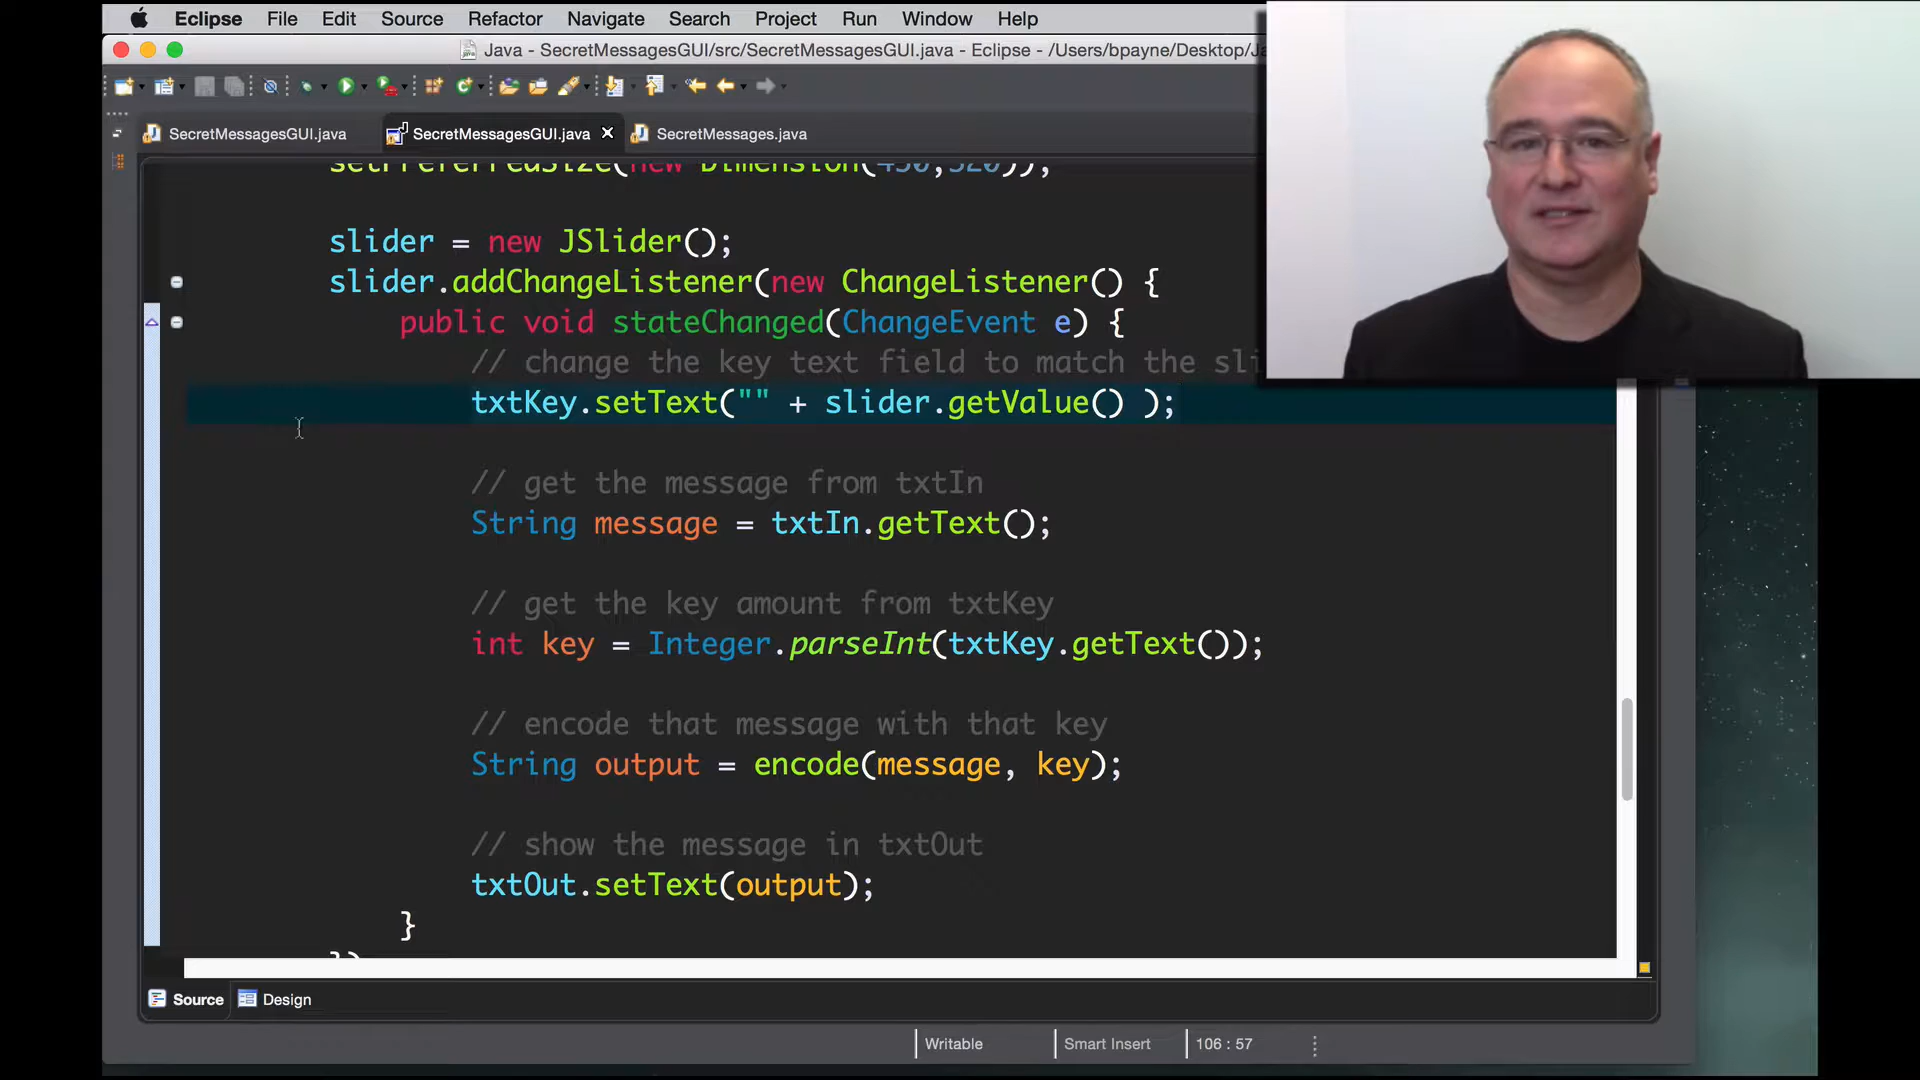 Eclipse File Edit Source Refactor Navigate Search Project Run Window Help
Java - SecretMessagesGUI/src/SecretMessagesGUI.java - Eclipse - /Users/bpayne/Desktop/
SecretMessagesGUI.java SecretMessagesGUI.java SecretMessages.java
setPreferredSize(new Dimension(450,320));
slider = new JSlider();
slider.addChangeListener(new ChangeListener() {
public void stateChanged(ChangeEvent e) {
// change the key text field to match the sli
txtKey.setText("" + slider.getValue() );
// get the message from txtIn
String message = txtIn.getText();
// get the key amount from txtKey
int key = Integer.parseInt(txtKey.getText());
// encode that message with that key
String output = encode(message, key);
// show the message in txtOut
txtOut.setText(output);
}
})
Source Design
Writable Smart Insert 106 : 57